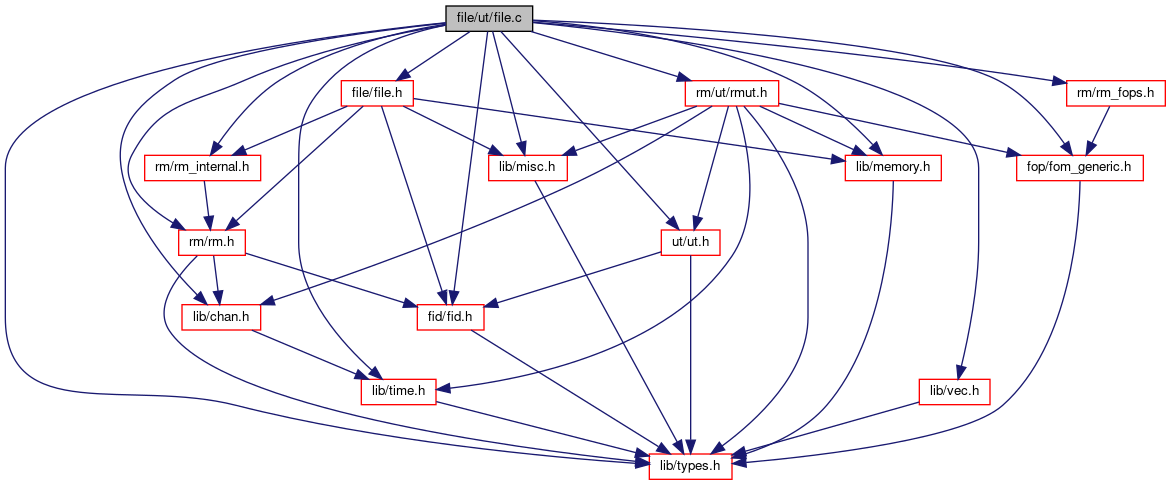 file/ut/file.c
file/file.h
rm/ut/rmut.h
rm/rm_fops.h
rm/rm_internal.h
lib/misc.h
lib/memory.h
fop/fom_generic.h
rm/rm.h
ut/ut.h
lib/chan.h
fid/fid.h
lib/time.h
lib/vec.h
lib/types.h